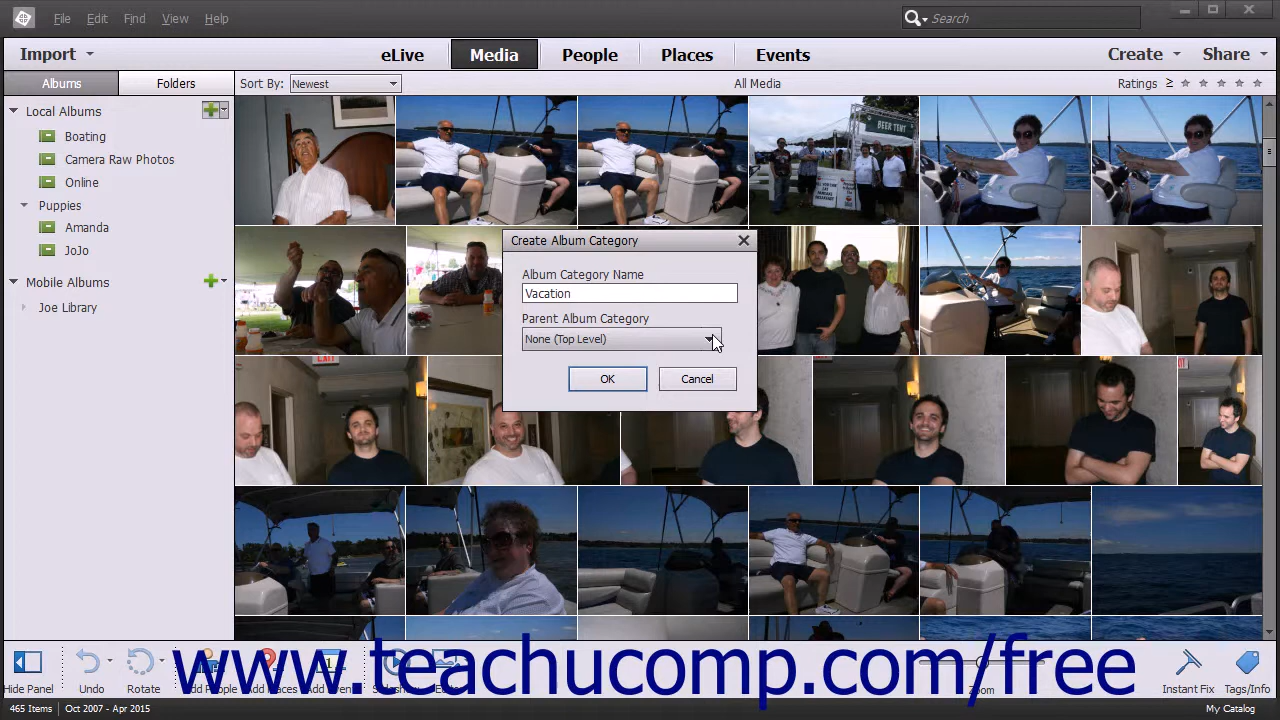 File Edit Find View Help
Search
Import eLive Media People Places Events Create Share
Albums Folders Sort By: Newest All Media Ratings ≥
Local Albums
Boating
Camera Raw Photos
Online
Puppies
Amanda
JoJo
Mobile Albums
Joe Library
BEER TENT
Create Album Category
Album Category Name
Vacation
Parent Album Category
None (Top Level)
OK Cancel
EXIT
www.teachucomp.com/free
Hide Panel Undo Rotate Zoom Instant Fix Tags/Info
465 Items Oct 2007 - Apr 2015 My Catalog